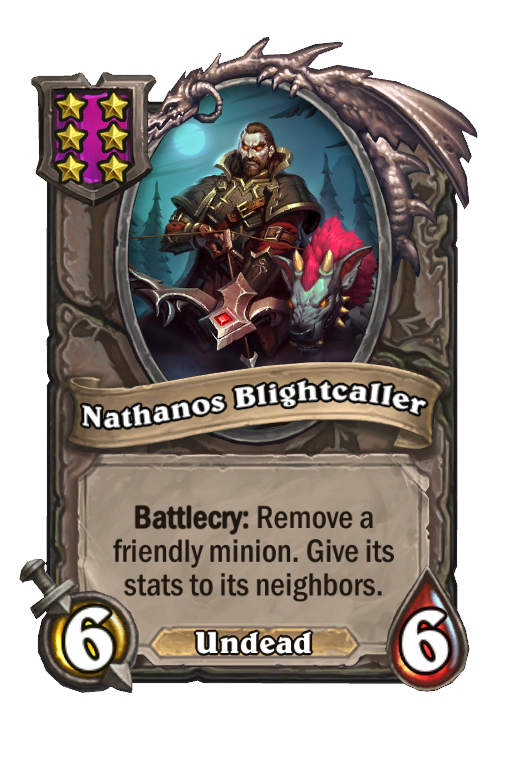 Nathanos Blightcaller
Battlecry: Remove a
friendly minion. Give its
stats to its neighbors.
6
Undead
6